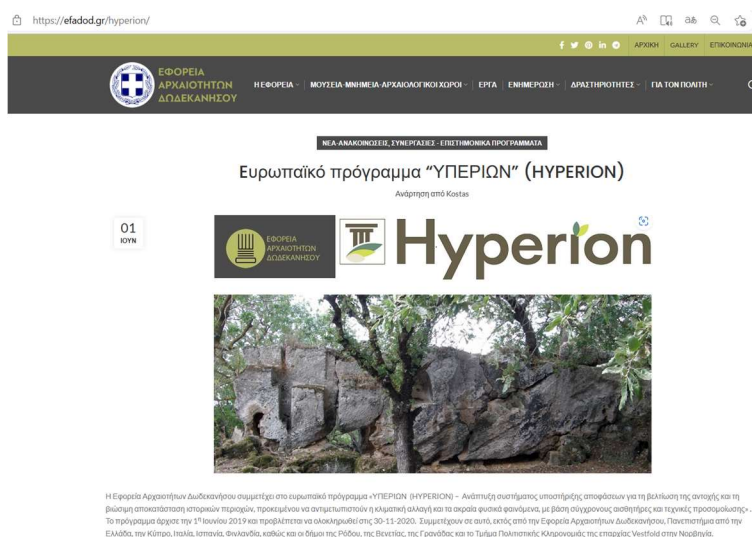 https://efadod.gr/hyperion/
ΑΡΧΙΚΗ GALLERY ΕΠΙΚΟΙΝΩΝΙΑ
ΕΦΟΡΕΙΑ
ΑΡΧΑΙΟΤΗΤΩΝ
ΔΩΔΕΚΑΝΗΣΟΥ
Η ΕΦΟΡΕΙΑ ΜΟΥΣΕΙΑ-ΜΝΗΜΕΙΑ-ΑΡΧΑΙΟΛΟΓΙΚΟΙ ΧΩΡΟΙ ΕΡΓΑ ΕΝΗΜΕΡΩΣΗ ΔΡΑΣΤΗΡΙΟΤΗΤΕΣ ΓΙΑ ΤΟΝ ΠΟΛΙΤΗ
ΝΕΑ-ΑΝΑΚΟΙΝΩΣΕΙΣ, ΣΥΝΕΡΓΑΣΙΕΣ - ΕΠΙΣΤΗΜΟΝΙΚΑ ΠΡΟΓΡΑΜΜΑΤΑ
Ευρωπαϊκό πρόγραμμα “ΥΠΕΡΙΩΝ” (HYPERION)
Ανάρτηση από Kostas
01
ΙΟΥΝ
ΕΦΟΡΕΙΑ
ΑΡΧΑΙΟΤΗΤΩΝ
ΔΩΔΕΚΑΝΗΣΟΥ
Hyperion
Η Εφορεία Αρχαιοτήτων Δωδεκανήσου συμμετέχει στο ευρωπαϊκό πρόγραμμα «ΥΠΕΡΙΩΝ (HYPERION) – Ανάπτυξη συστήματος υποστήριξης αποφάσεων για τη βελτίωση της αντοχής και τη
βιώσιμη αποκατάσταση ιστορικών περιοχών, προκειμένου να αντιμετωπιστούν η κλιματική αλλαγή και τα ακραία φυσικά φαινόμενα, με βάση σύγχρονους αισθητήρες και τεχνικές προσομοίωσης» .
Το πρόγραμμα άρχισε την 1η Ιουνίου 2019 και προβλέπεται να ολοκληρωθεί στις 30-11-2020. Συμμετέχουν σε αυτό, εκτός από την Εφορεία Αρχαιοτήτων Δωδεκανήσου, Πανεπιστήμια από την
Ελλάδα, την Κύπρο, Ιταλία, Ισπανία, Φινλανδία, καθώς και οι δήμοι της Ρόδου, της Βενετίας, της Γρανάδας και το Τμήμα Πολιτιστικής Κληρονομιάς της επαρχίας Vestfold στην Νορβηγία.